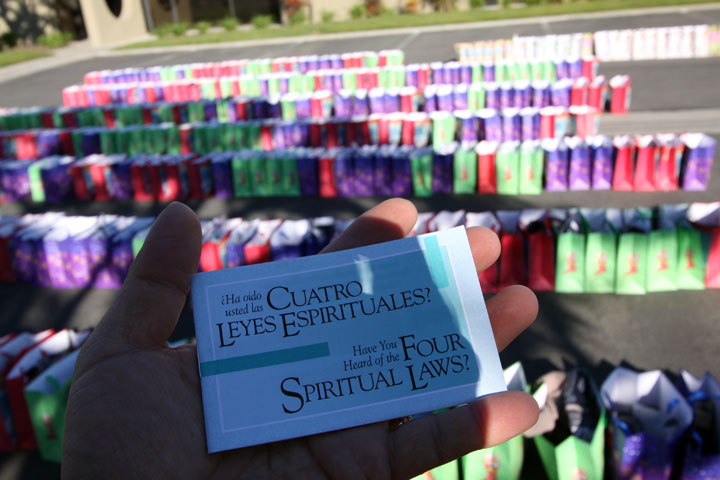 ¿Ha oído
usted las CUATRO
LEYES ESPIRITUALES?
Have You
Heard of the FOUR
SPIRITUAL LAWS?